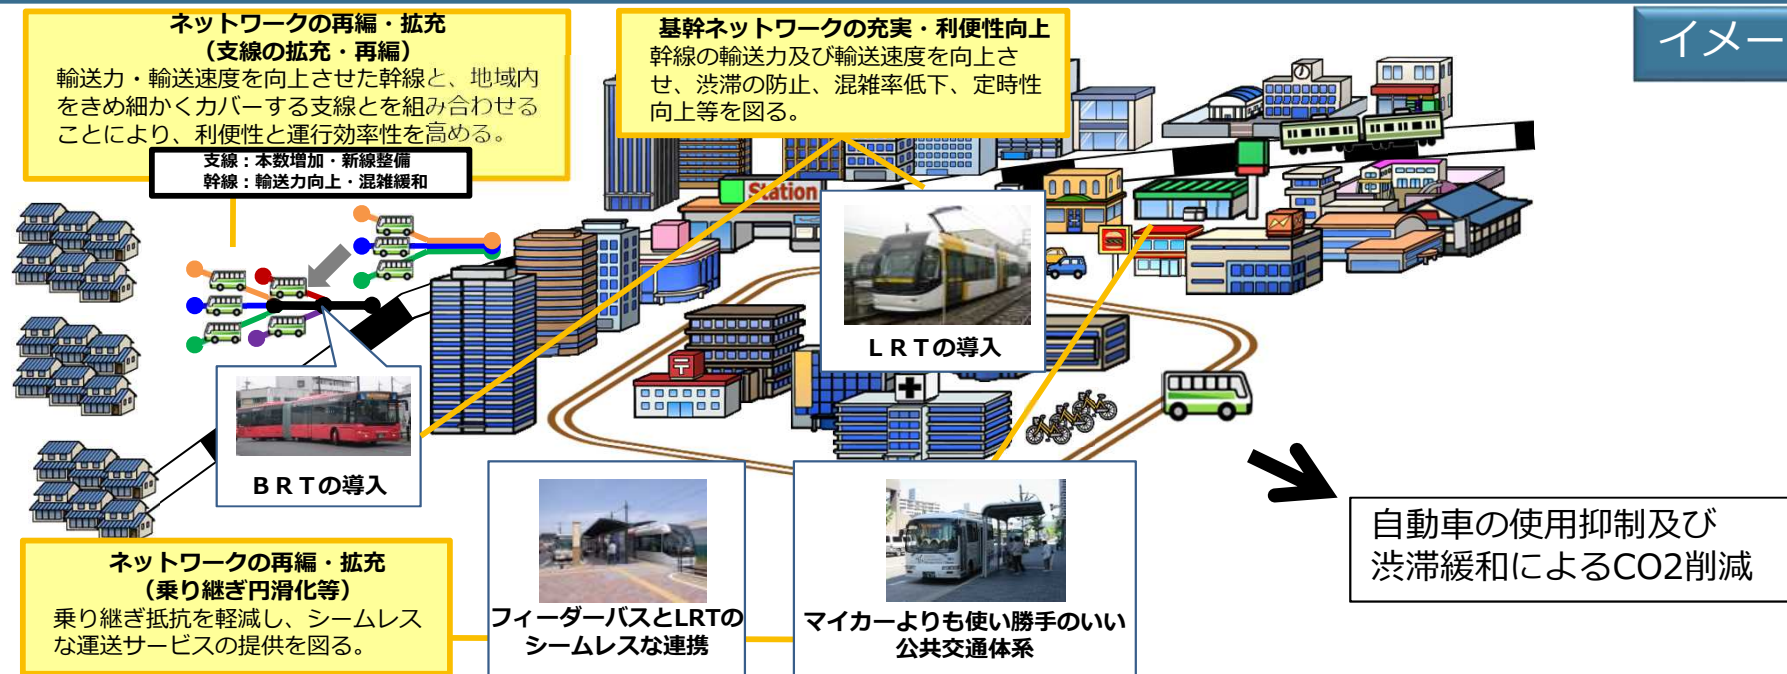 イメー
ネットワークの再編・拡充
（支線の拡充・再編）
輸送力・輸送速度を向上させた幹線と、地域内
をきめ細かくカバーする支線とを組み合わせる
ことにより、利便性と運行効率性を高める。
支線：本数増加・新線整備
幹線：輸送力向上・混雑緩和
基幹ネットワークの充実・利便性向上
幹線の輸送力及び輸送速度を向上さ
せ、渋滞の防止、混雑率低下、定時性
向上等を図る。
Station
ＬＲＴの導入
〒
ＢＲＴの導入
ネットワークの再編・拡充
（乗り継ぎ円滑化等）
乗り継ぎ抵抗を軽減し、シームレス
な運送サービスの提供を図る。
フィーダーバスとLRTの
シームレスな連携
マイカーよりも使い勝手のいい
公共交通体系
自動車の使用抑制及び
渋滞緩和によるCO2削減